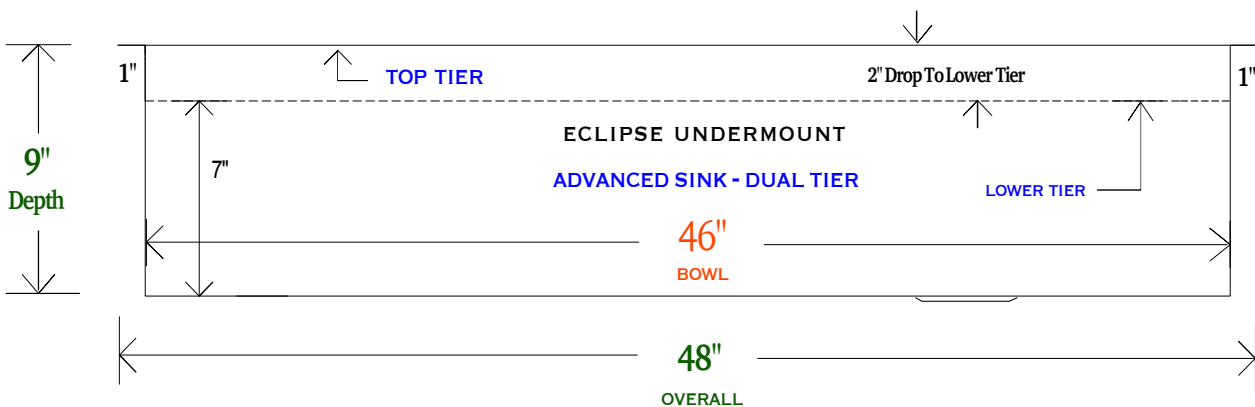 1"
TOP TIER
2" Drop To Lower Tier
1"
ECLIPSE UNDERMOUNT
9"
Depth
7"
ADVANCED SINK - DUAL TIER
LOWER TIER
46"
BOWL
48"
OVERALL